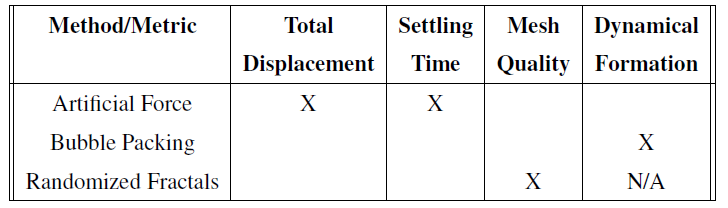 Method/Metric Total Settling Mesh Dynamical
Displacement Time Quality Formation
Artificial Force X X
Bubble Packing X
Randomized Fractals X N/A